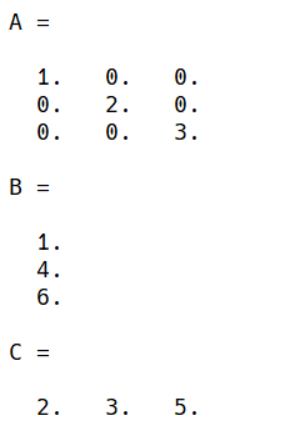 A =
1. 0. 0.
0. 2. 0.
0. 0. 3.
B =
1.
4.
6.
C =
2. 3. 5.